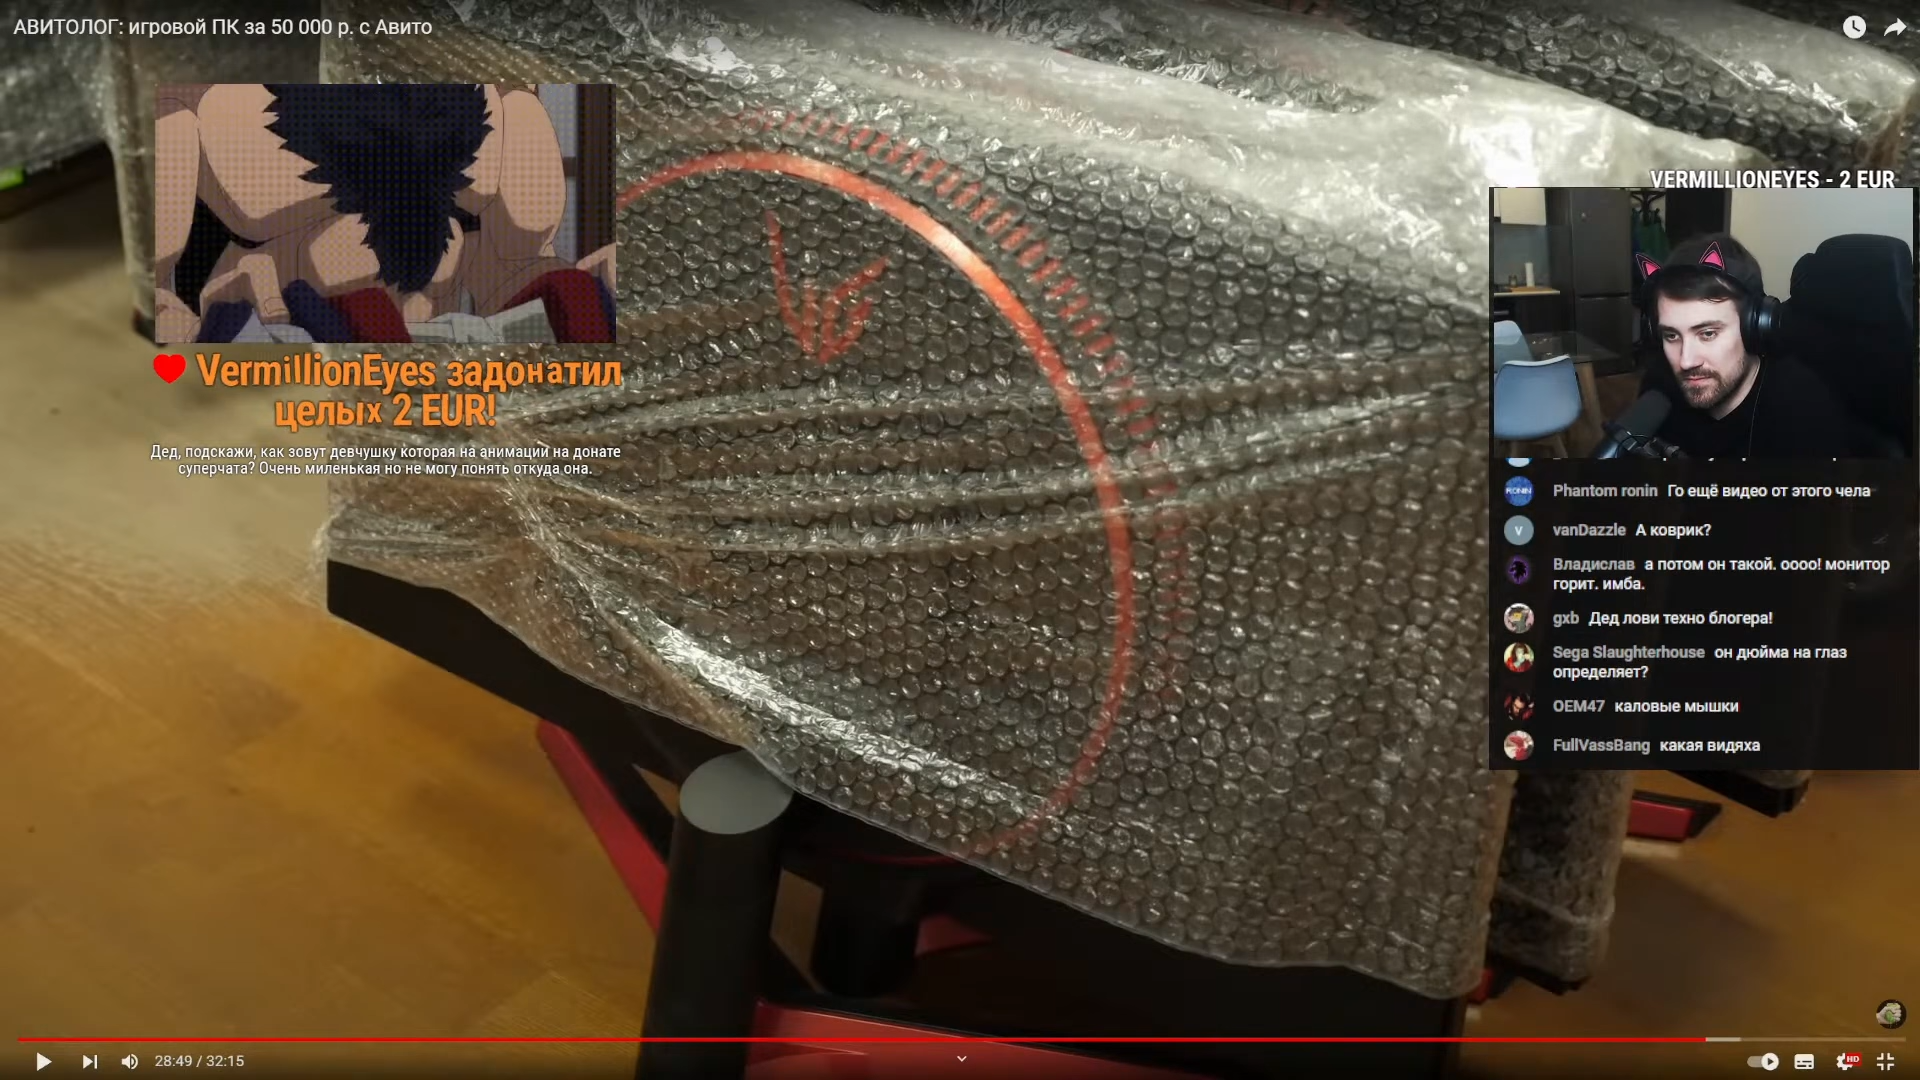 АВИТОЛОГ: игровой ПК за 50 000 р. с Авито
VermillionEyes задонатил
целых 2 EUR!
Дед, подскажи, как зовут девчушку которая на анимации на донате
суперчата? Очень миленькая но не могу понять откуда она.
VERMILLIONEYES - 2 EUR
Phantom ronin Го ещё видео от этого чела
V
vanDazzle А коврик?
Владислав а потом он такой. оооо! монитор
горит. имба.
gxb Дед лови техно блогера!
Sega Slaughterhouse он дюйма на глаз
определяет?
OEM47 каловые мышки
FullVassBang какая видяха
28:49 / 32:15
HD